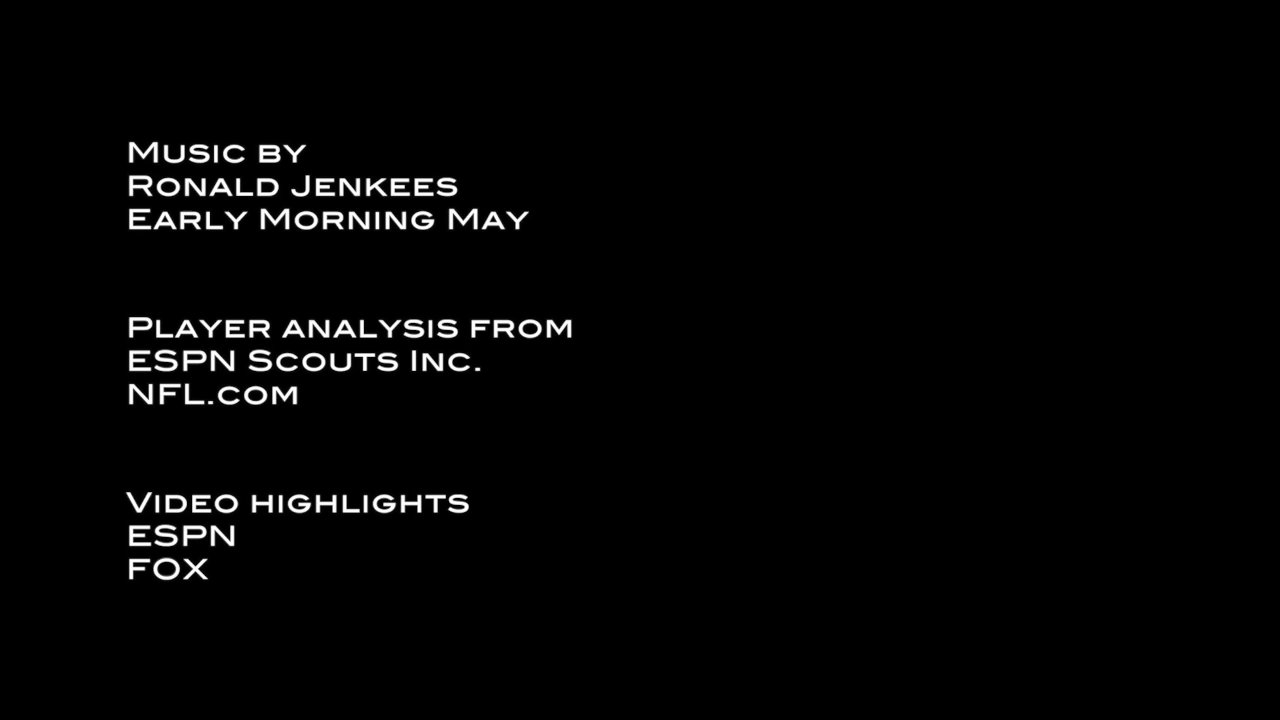 Music by
Ronald Jenkees
Early Morning May
Player analysis from
ESPN Scouts Inc.
NFL.com
Video highlights
ESPN
FOX